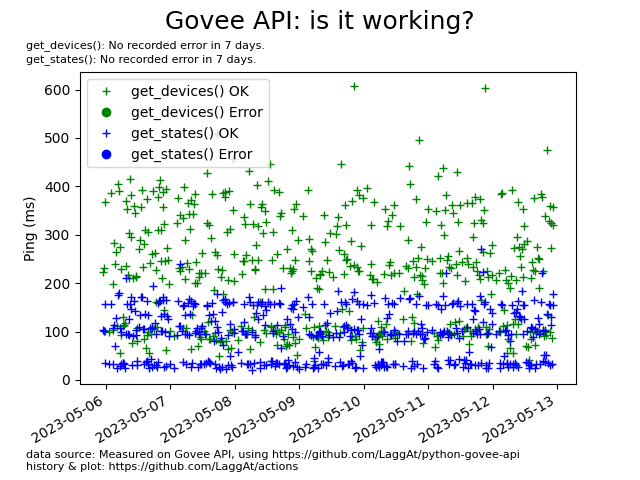 Govee API: is it working?
get_devices(): No recorded error in 7 days.
get_states(): No recorded error in 7 days.
get_devices() OK
get_devices() Error
get_states() OK
get_states() Error
Ping (ms)
600
500
400
300
200
100
0
2023-05-06
2023-05-07
2023-05-08
2023-05-09
2023-05-10
2023-05-11
2023-05-12
2023-05-13
data source: Measured on Govee API, using https://github.com/LaggAt/python-govee-api
history & plot: https://github.com/LaggAt/actions